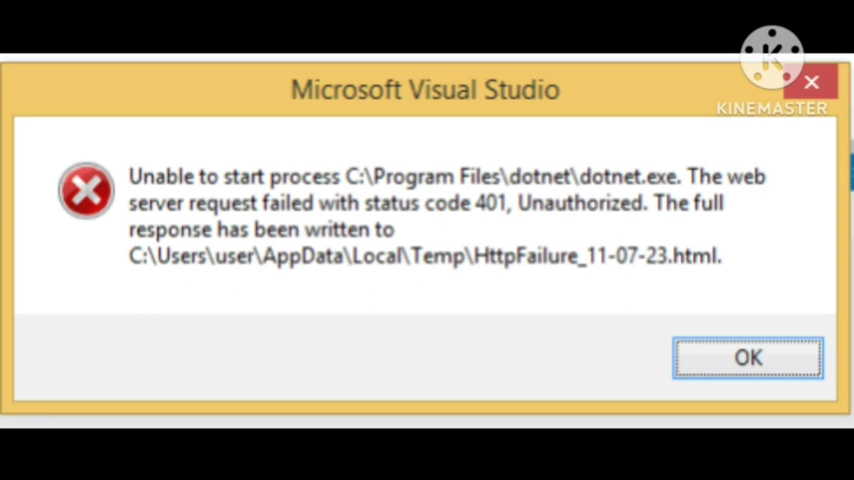 Microsoft Visual Studio
KINEMASTER
Unable to start process C:\Program Files\dotnet\dotnet.exe. The web
server request failed with status code 401, Unauthorized. The full
response has been written to
C:\Users\user\AppData\Local\Temp\HttpFailure_11-07-23.html.
OK